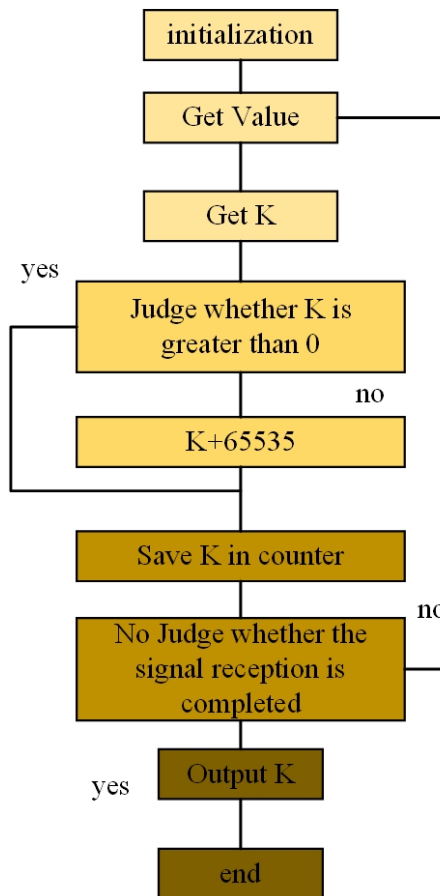 initialization
Get Value
Get K
yes
Judge whether K is
greater than 0
no
K+65535
Save K in counter
No Judge whether the
signal reception is
completed
no
Output K
yes
end